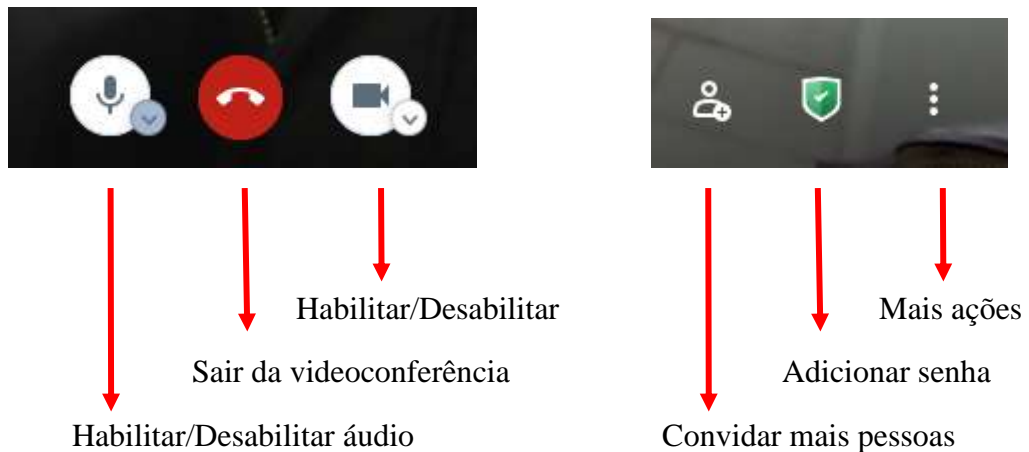 Habilitar/Desabilitar
Mais ações
Sair da videoconferência
Adicionar senha
Habilitar/Desabilitar áudio
Convidar mais pessoas